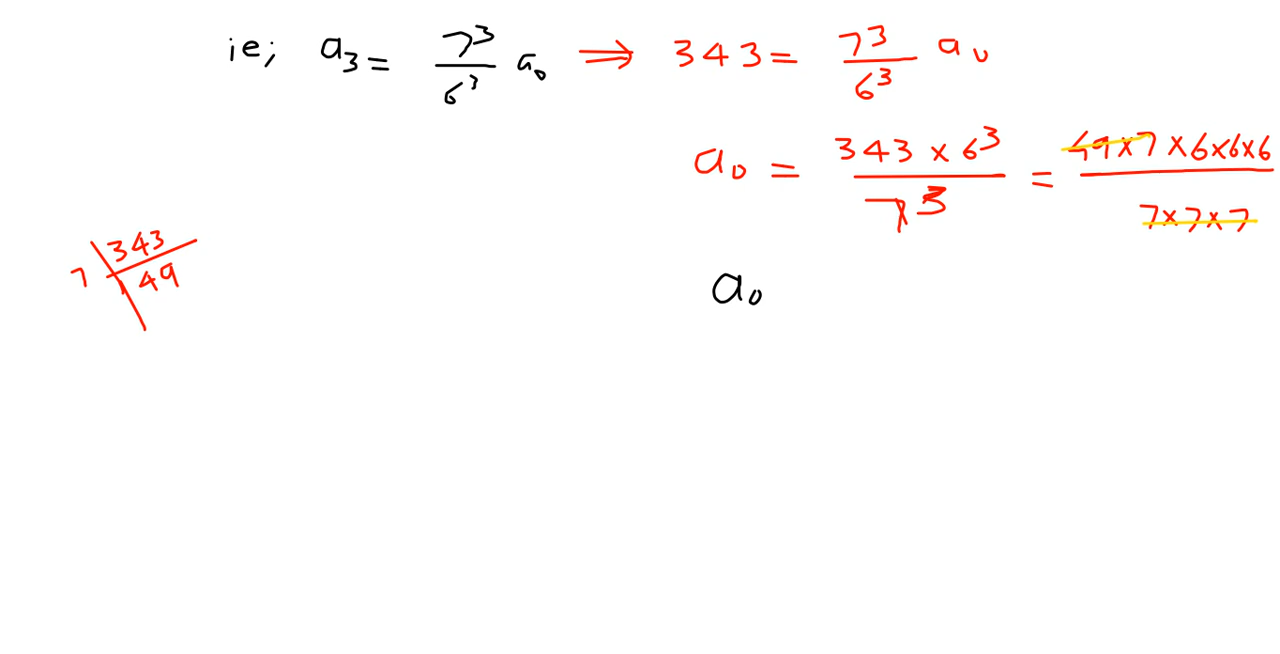 ie; a₃ = 7³/6³ a₀ ⇒ 343 = 7³/6³ a₀
a₀ = 343 × 6³ / 7³ = 49×7×6×6×6 / 7×7×7
7 | 343
49
a₀